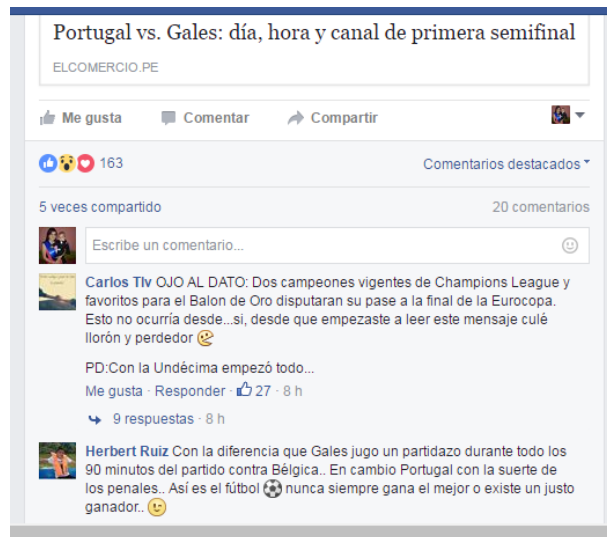 Portugal vs. Gales: día, hora y canal de primera semifinal
ELCOMERCIO.PE
Me gusta Comentar Compartir
163 Comentarios destacados
5 veces compartido 20 comentarios
Escribe un comentario...
Carlos Tlv OJO AL DATO: Dos campeones vigentes de Champions League y
favoritos para el Balon de Oro disputaran su pase a la final de la Eurocopa.
Esto no ocurría desde...si, desde que empezaste a leer este mensaje culé
llorón y perdedor
PD:Con la Undécima empezó todo...
Me gusta · Responder · 27 · 8 h
9 respuestas · 8 h
Herbert Ruiz Con la diferencia que Gales jugo un partidazo durante todo los
90 minutos del partido contra Bélgica.. En cambio Portugal con la suerte de
los penales.. Así es el fútbol nunca siempre gana el mejor o existe un justo
ganador..